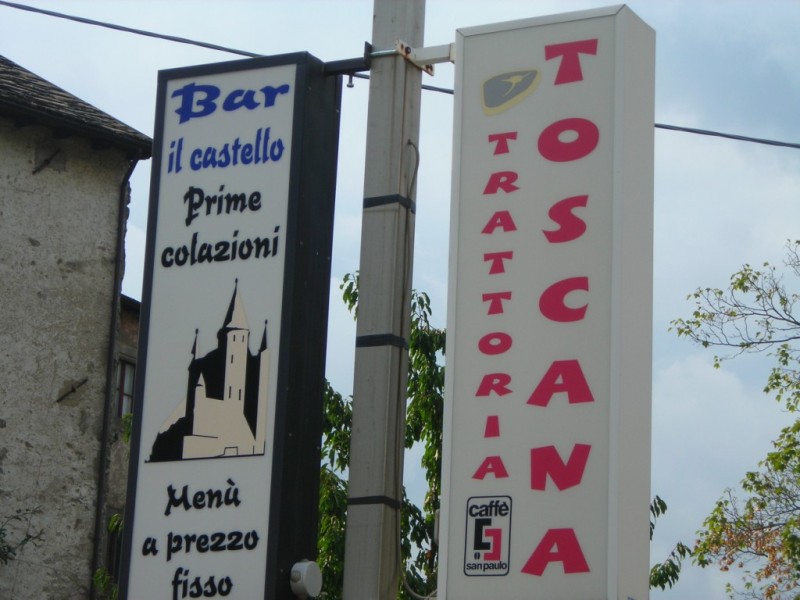 Bar
il castello
Prime
colazioni
Menù
a prezzo
fisso
TRATTORIA
TOSCANA
caffè
san paulo